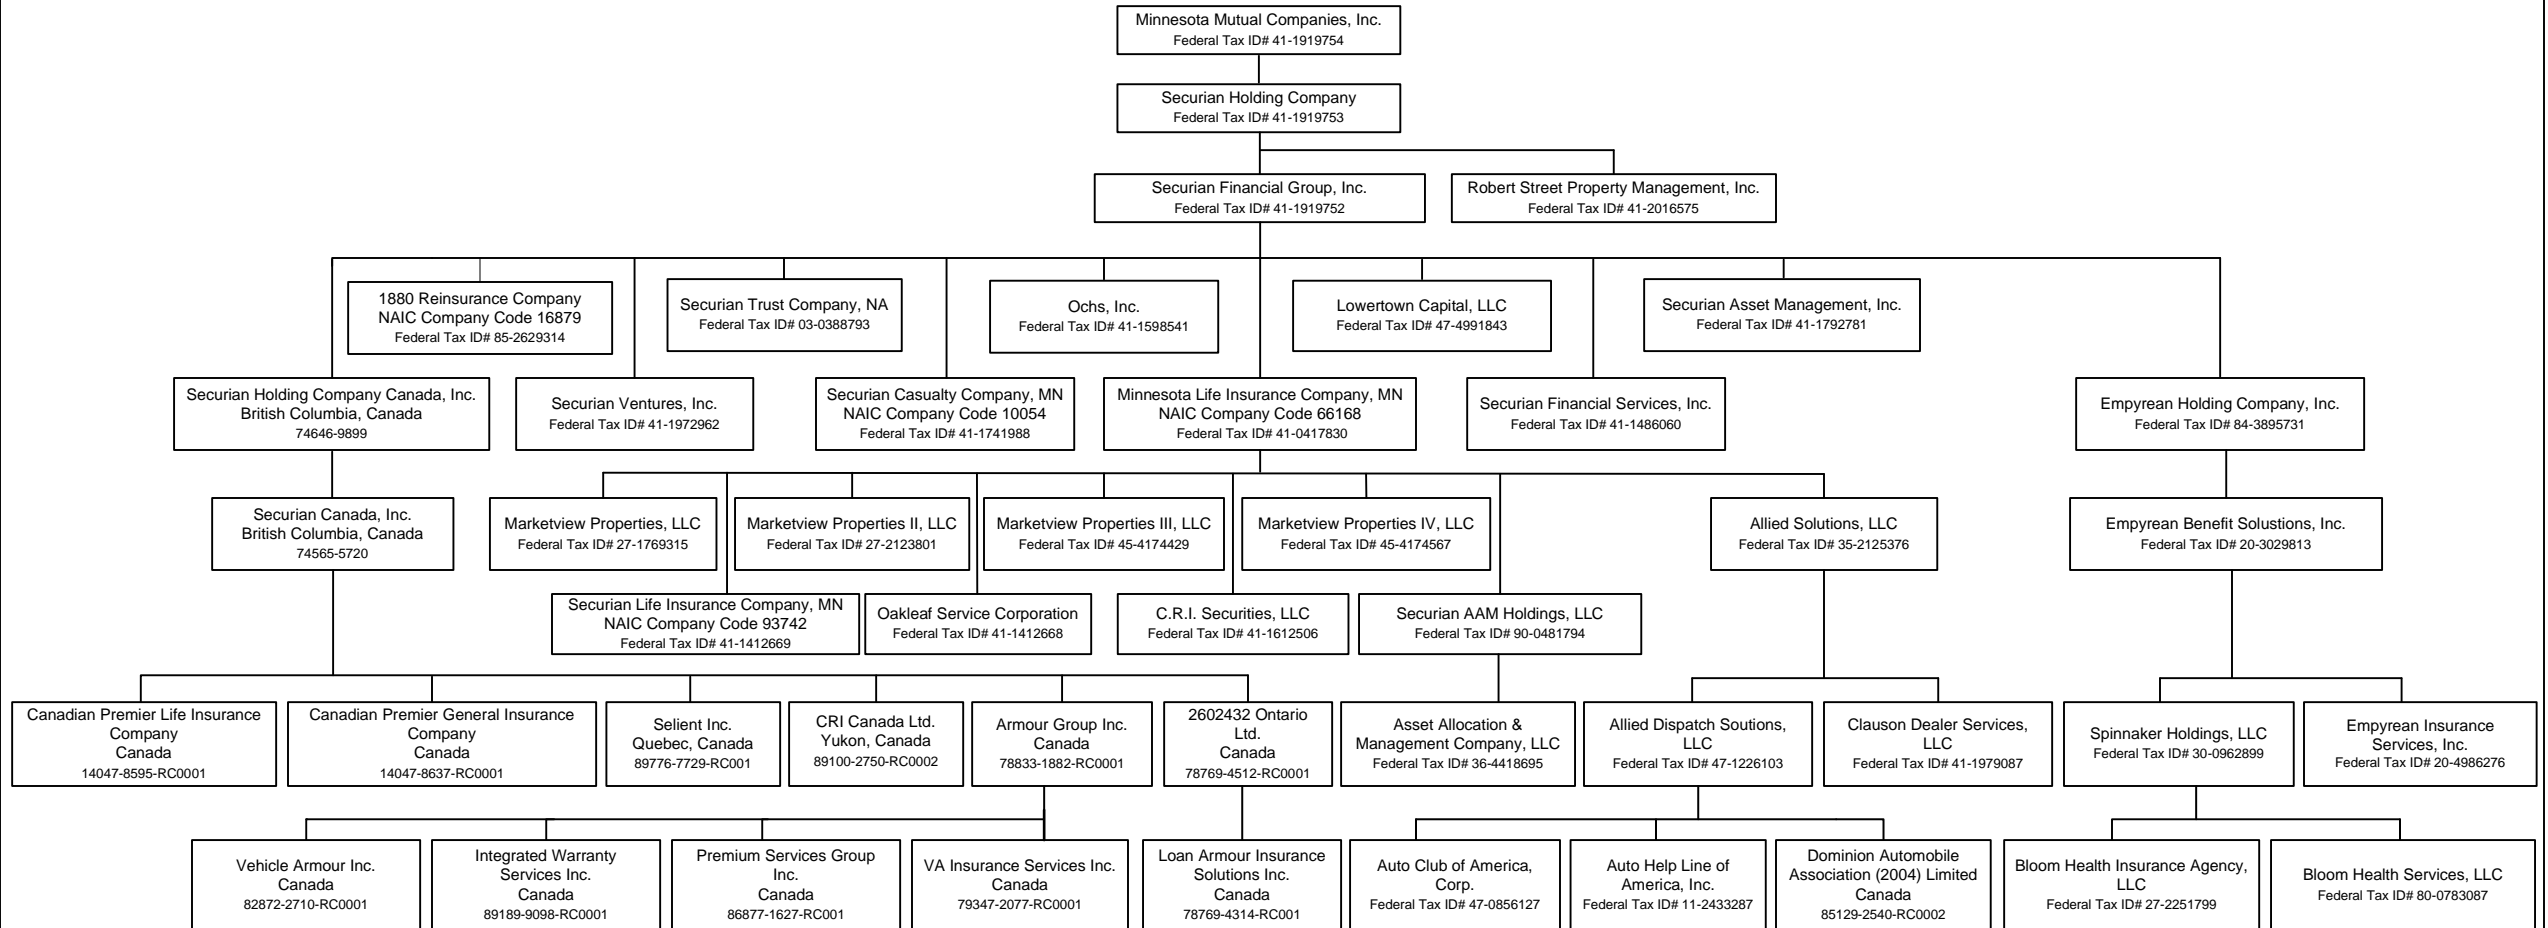 Minnesota Mutual Companies, Inc.
Federal Tax ID# 41-1919754
Securian Holding Company
Federal Tax ID# 41-1919753
Securian Financial Group, Inc.
Federal Tax ID# 41-1919752
Robert Street Property Management, Inc.
Federal Tax ID# 41-2016575
1880 Reinsurance Company
NAIC Company Code 16879
Federal Tax ID# 85-2629314
Securian Trust Company, NA
Federal Tax ID# 03-0388793
Ochs, Inc.
Federal Tax ID# 41-1598541
Lowertown Capital, LLC
Federal Tax ID# 47-4991843
Securian Asset Management, Inc.
Federal Tax ID# 41-1792781
Securian Holding Company Canada, Inc.
British Columbia, Canada
74646-9899
Securian Ventures, Inc.
Federal Tax ID# 41-1972962
Securian Casualty Company, MN
NAIC Company Code 10054
Federal Tax ID# 41-1741988
Minnesota Life Insurance Company, MN
NAIC Company Code 66168
Federal Tax ID# 41-0417830
Securian Financial Services, Inc.
Federal Tax ID# 41-1486060
Empyrean Holding Company, Inc.
Federal Tax ID# 84-3895731
Securian Canada, Inc.
British Columbia, Canada
74565-5720
Marketview Properties, LLC
Federal Tax ID# 27-1769315
Marketview Properties II, LLC
Federal Tax ID# 27-2123801
Marketview Properties III, LLC
Federal Tax ID# 45-4174429
Marketview Properties IV, LLC
Federal Tax ID# 45-4174567
Allied Solutions, LLC
Federal Tax ID# 35-2125376
Empyrean Benefit Solustions, Inc.
Federal Tax ID# 20-3029813
Securian Life Insurance Company, MN
NAIC Company Code 93742
Federal Tax ID# 41-1412669
Oakleaf Service Corporation
Federal Tax ID# 41-1412668
C.R.I. Securities, LLC
Federal Tax ID# 41-1612506
Securian AAM Holdings, LLC
Federal Tax ID# 90-0481794
Canadian Premier Life Insurance
Company
Canada
14047-8595-RC0001
Canadian Premier General Insurance
Company
Canada
14047-8637-RC0001
Selient Inc.
Quebec, Canada
89776-7729-RC001
CRI Canada Ltd.
Yukon, Canada
89100-2750-RC0002
Armour Group Inc.
Canada
78833-1882-RC0001
2602432 Ontario
Ltd.
Canada
78769-4512-RC0001
Asset Allocation &
Management Company, LLC
Federal Tax ID# 36-4418695
Allied Dispatch Soutions,
LLC
Federal Tax ID# 47-1226103
Clauson Dealer Services,
LLC
Federal Tax ID# 41-1979087
Spinnaker Holdings, LLC
Federal Tax ID# 30-0962899
Empyrean Insurance
Services, Inc.
Federal Tax ID# 20-4986276
Vehicle Armour Inc.
Canada
82872-2710-RC0001
Integrated Warranty
Services Inc.
Canada
89189-9098-RC0001
Premium Services Group
Inc.
Canada
86877-1627-RC001
VA Insurance Services Inc.
Canada
79347-2077-RC0001
Loan Armour Insurance
Solutions Inc.
Canada
78769-4314-RC001
Auto Club of America,
Corp.
Federal Tax ID# 47-0856127
Auto Help Line of
America, Inc.
Federal Tax ID# 11-2433287
Dominion Automobile
Association (2004) Limited
Canada
85129-2540-RC0002
Bloom Health Insurance Agency,
LLC
Federal Tax ID# 27-2251799
Bloom Health Services, LLC
Federal Tax ID# 80-0783087